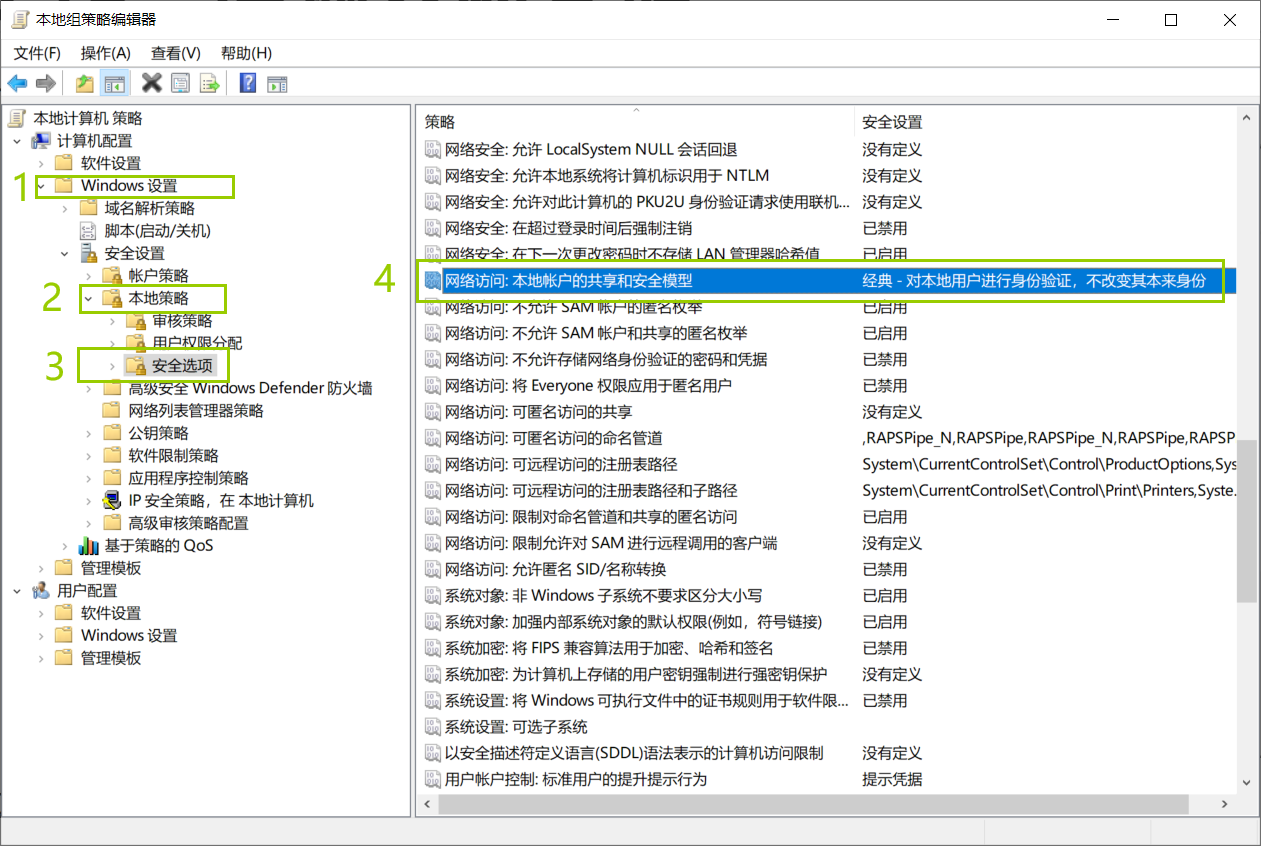 本地组策略编辑器
文件(F) 操作(A) 查看(V) 帮助(H)
本地计算机 策略
计算机配置
软件设置
1
Windows 设置
域名解析策略
脚本(启动/关机)
安全设置
帐户策略
2
本地策略
审核策略
用户权限分配
3
安全选项
高级安全 Windows Defender 防火墙
网络列表管理器策略
公钥策略
软件限制策略
应用程序控制策略
IP 安全策略，在 本地计算机
高级审核策略配置
基于策略的 QoS
管理模板
用户配置
软件设置
Windows 设置
管理模板
策略 安全设置
网络安全: 允许 LocalSystem NULL 会话回退 没有定义
网络安全: 允许本地系统将计算机标识用于 NTLM 没有定义
网络安全: 允许对此计算机的 PKU2U 身份验证请求使用联机... 没有定义
网络安全: 在超过登录时间后强制注销 已禁用
网络安全: 在下一次更改密码时不存储 LAN 管理器哈希值 已启用
4
网络访问: 本地帐户的共享和安全模型 经典 - 对本地用户进行身份验证，不改变其本来身份
网络访问: 不允许 SAM 帐户的匿名枚举 已启用
网络访问: 不允许 SAM 帐户和共享的匿名枚举 已启用
网络访问: 不允许存储网络身份验证的密码和凭据 已禁用
网络访问: 将 Everyone 权限应用于匿名用户 已禁用
网络访问: 可匿名访问的共享 没有定义
网络访问: 可匿名访问的命名管道 ,RAPSPipe_N,RAPSPipe,RAPSPipe_N,RAPSPipe,RAPSP
网络访问: 可远程访问的注册表路径 System\CurrentControlSet\Control\ProductOptions,Sys
网络访问: 可远程访问的注册表路径和子路径 System\CurrentControlSet\Control\Print\Printers,Syste.
网络访问: 限制对命名管道和共享的匿名访问 已启用
网络访问: 限制允许对 SAM 进行远程调用的客户端 没有定义
网络访问: 允许匿名 SID/名称转换 已禁用
系统对象: 非 Windows 子系统不要求区分大小写 已启用
系统对象: 加强内部系统对象的默认权限(例如，符号链接) 已启用
系统加密: 将 FIPS 兼容算法用于加密、哈希和签名 已禁用
系统加密: 为计算机上存储的用户密钥强制进行强密钥保护 没有定义
系统设置: 将 Windows 可执行文件中的证书规则用于软件限... 已禁用
系统设置: 可选子系统
以安全描述符定义语言(SDDL)语法表示的计算机访问限制 没有定义
用户帐户控制: 标准用户的提升提示行为 提示凭据